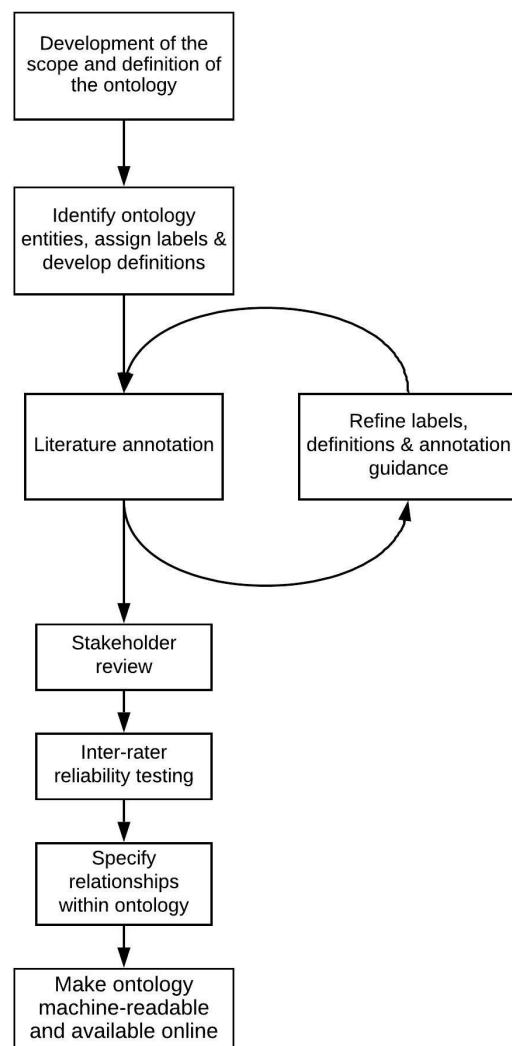 Development of the
scope and definition of
the ontology
Identify ontology
entities, assign labels &
develop definitions
Literature annotation
Refine labels,
definitions & annotation
guidance
Stakeholder
review
Inter-rater
reliability testing
Specify
relationships
within ontology
Make ontology
machine-readable
and available online